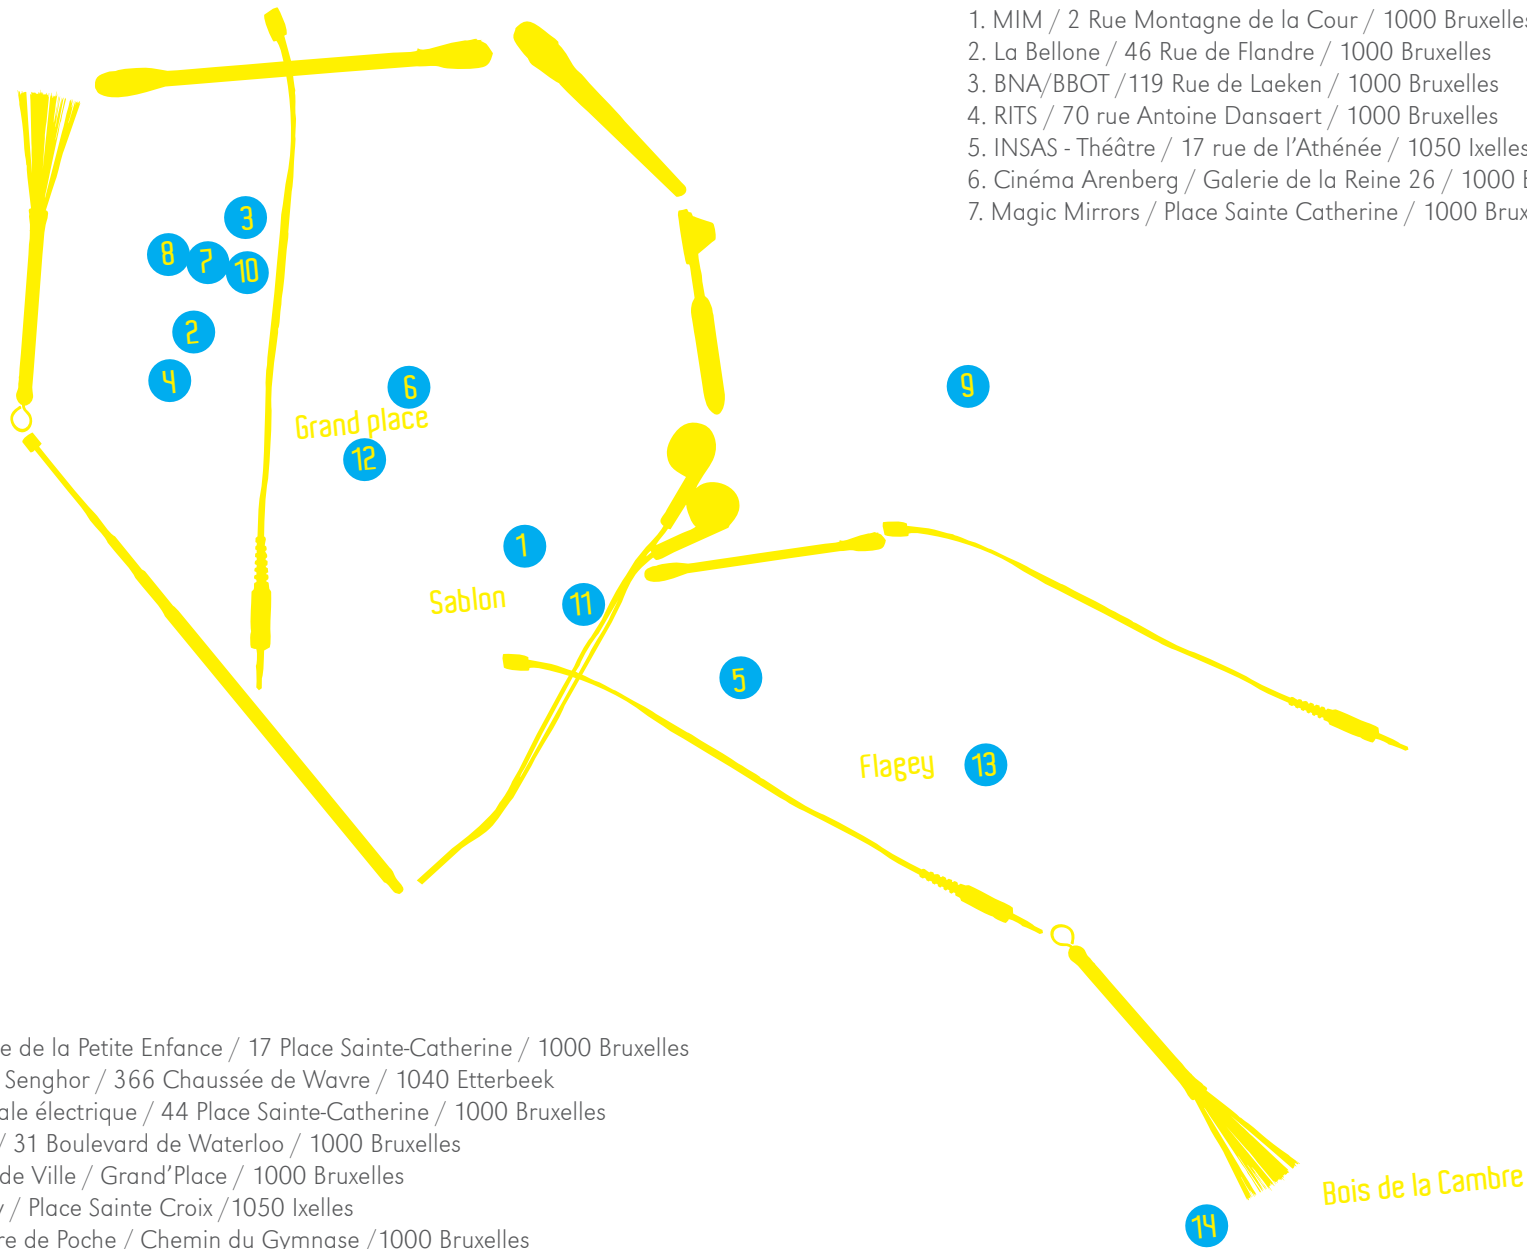 1. MIM / 2 Rue Montagne de la Cour / 1000 Bruxelles
2. La Bellone / 46 Rue de Flandre / 1000 Bruxelles
3. BNA/BBOT /119 Rue de Laeken / 1000 Bruxelles
4. RITS / 70 rue Antoine Dansaert / 1000 Bruxelles
5. INSAS - Théâtre / 17 rue de l'Athénée / 1050 Ixelles
6. Cinéma Arenberg / Galerie de la Reine 26 / 1000
7. Magic Mirrors / Place Sainte Catherine / 1000
3
8
7
10
2
4
6
9
Grand place
12
1
Sablon
11
5
Flagey
13
e de la Petite Enfance / 17 Place Sainte-Catherine / 1000 Bruxelles
Senghor / 366 Chaussée de Wavre / 1040 Etterbeek
ale électrique / 44 Place Sainte-Catherine / 1000 Bruxelles
/ 31 Boulevard de Waterloo / 1000 Bruxelles
de Ville / Grand'Place / 1000 Bruxelles
/ Place Sainte Croix /1050 Ixelles
re de Poche / Chemin du Gymnase /1000 Bruxelles
Bois de la Cambre
14